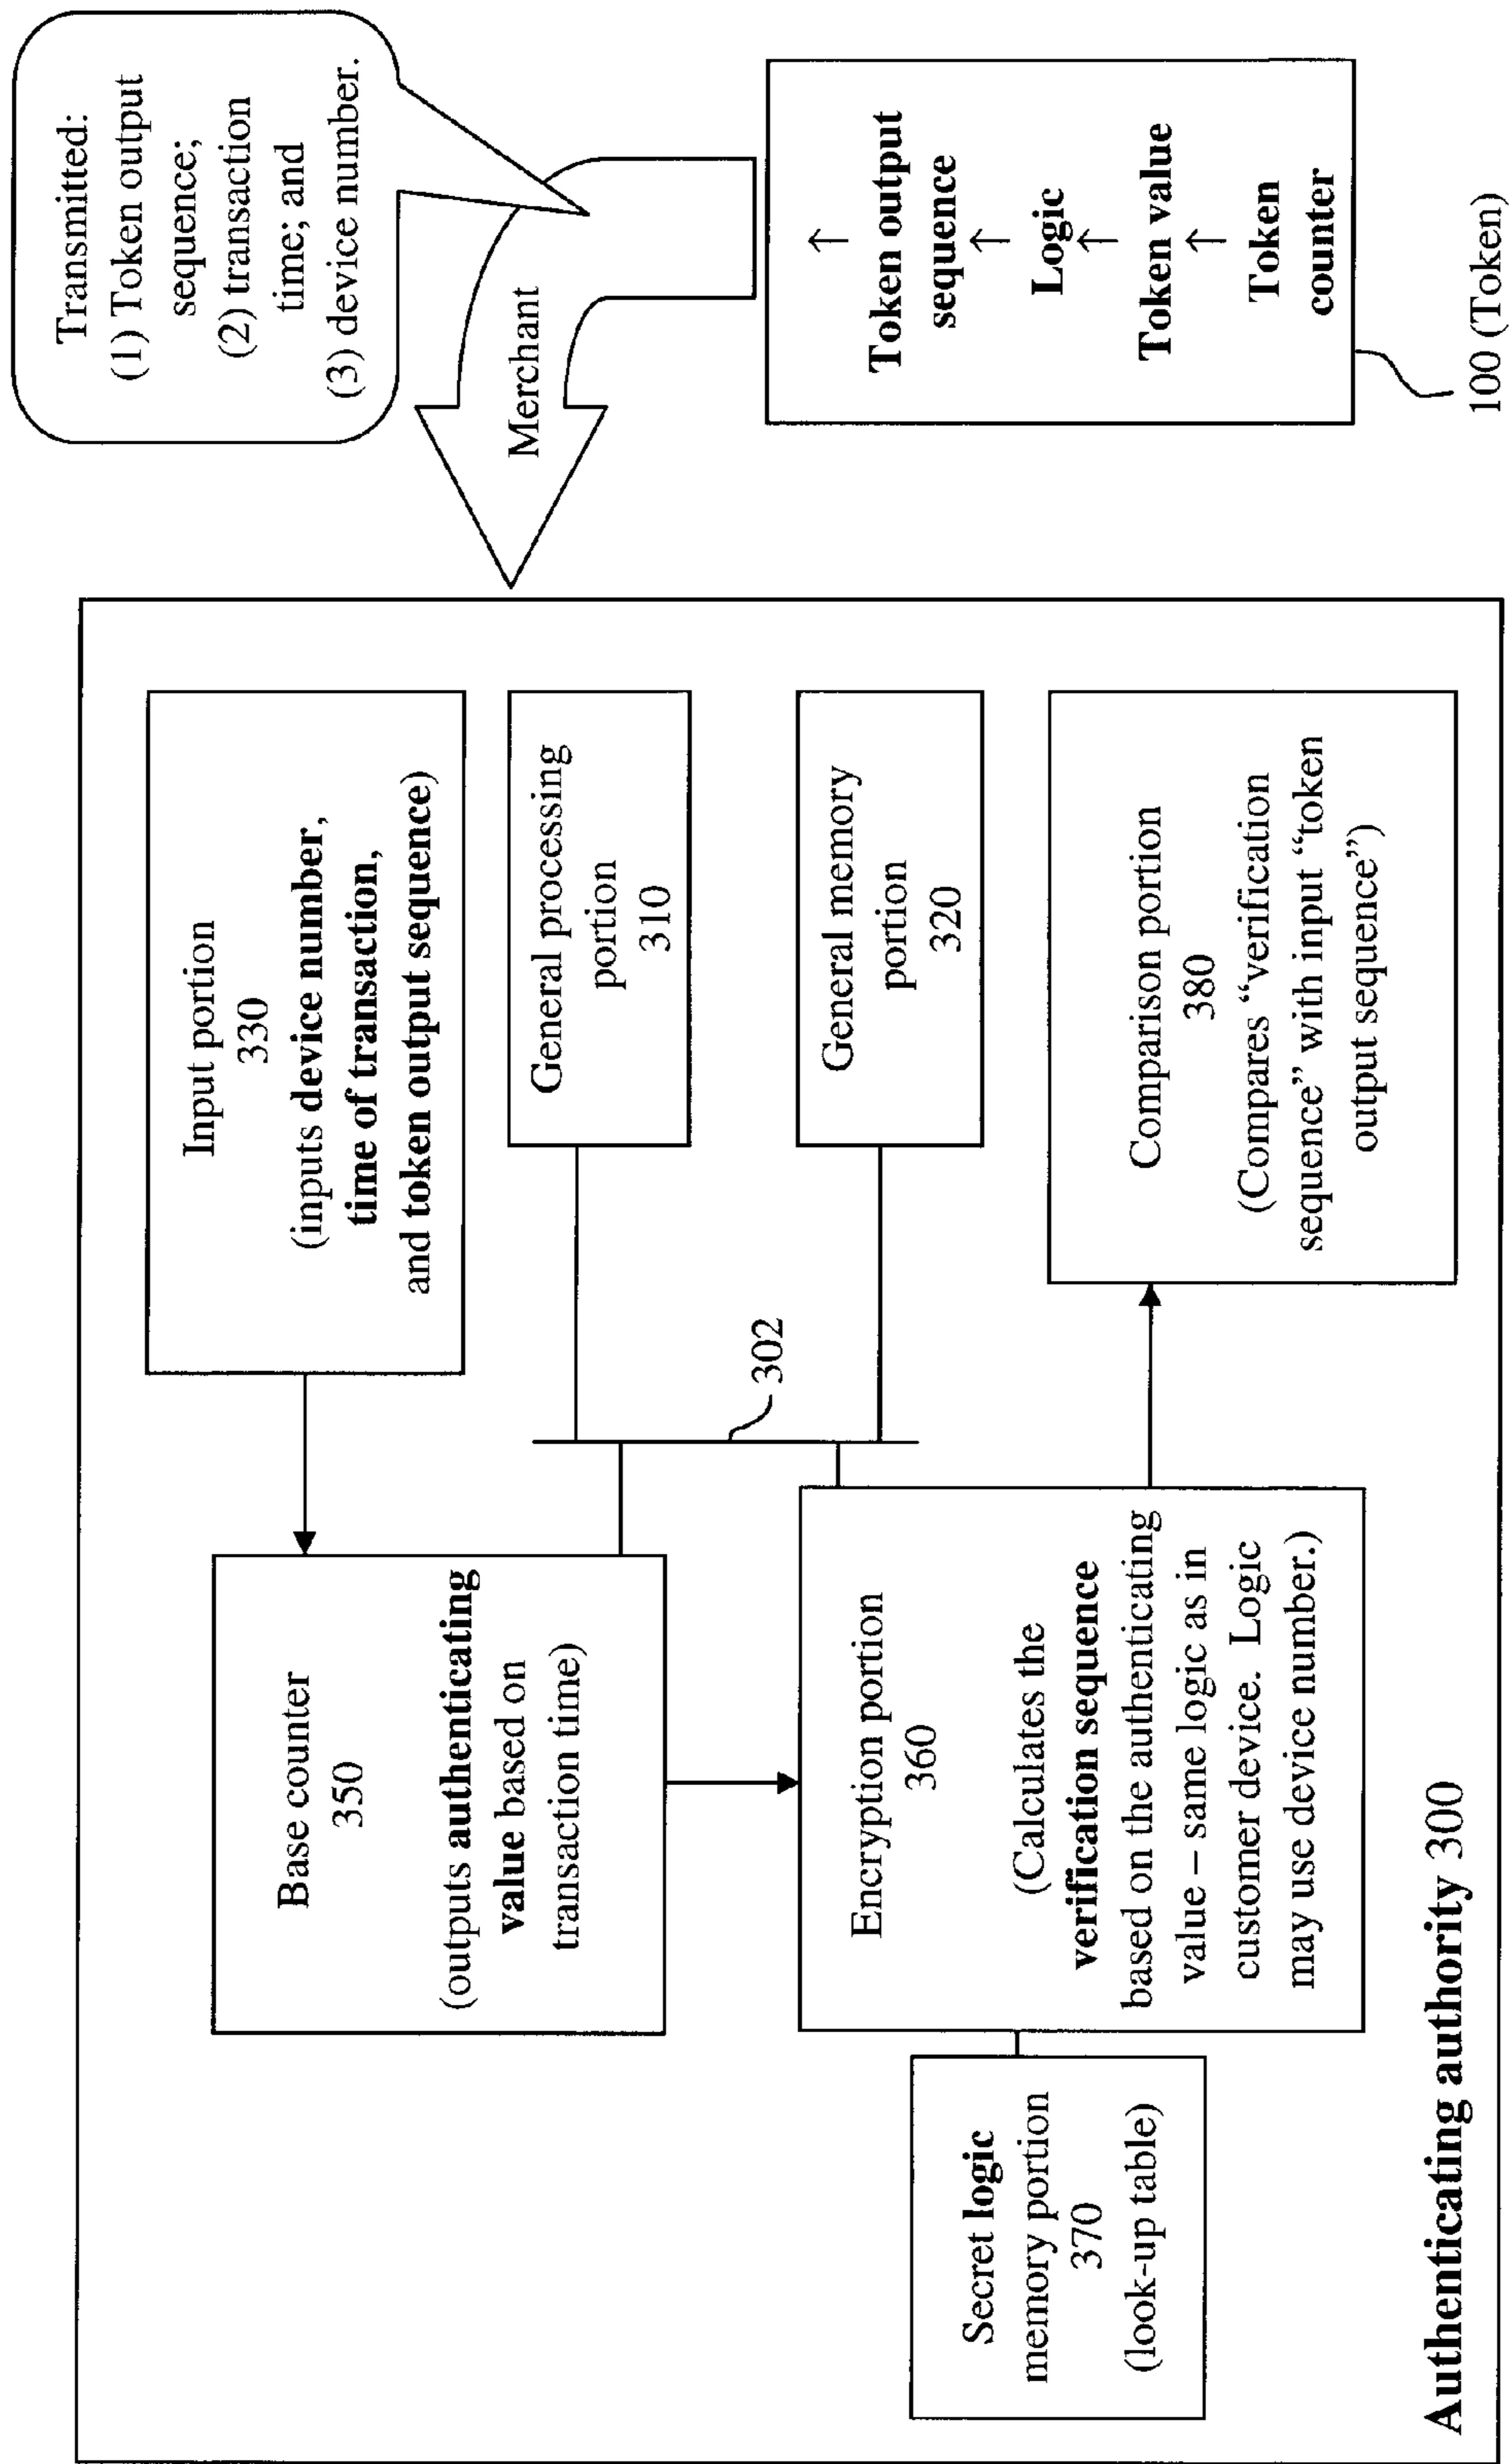 Transmitted:
(1) Token output
sequence;
(2) transaction
time; and
(3) device number.
Merchant
Token output
sequence
↑
Logic
↑
Token value
↑
Token
counter
100 (Token)
Input portion
330
(inputs device number,
time of transaction,
and token output sequence)
General processing
portion
310
General memory
portion
320
Comparison portion
380
(Compares “verification
sequence” with input “token
output sequence”)
302
Base counter
350
(outputs authenticating
value based on
transaction time)
Encryption portion
360
(Calculates the
verification sequence
based on the authenticating
value – same logic as in
customer device. Logic
may use device number.)
Secret logic
memory portion
370
(look-up table)
Authenticating authority 300